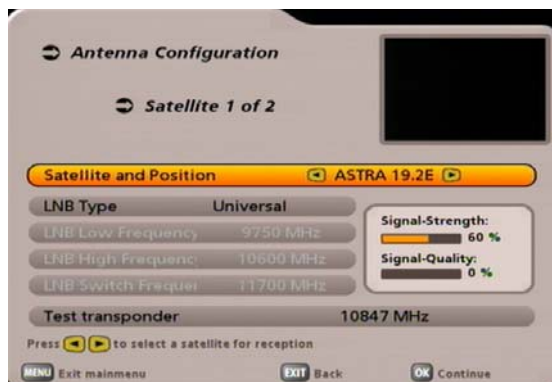 Antenna Configuration
Satellite 1 of 2
Satellite and Position ASTRA 19.2E
LNB Type Universal
LNB Low Frequency 9750 MHz
LNB High Frequenc 10600 MHz
LNB Switch Frequer 11700 MHz
Signal-Strength:
60 %
Signal-Quality:
0 %
Test transponder 10847 MHz
Press to select a satellite for reception
MENU Exit mainmenu EXIT Back OK Continue